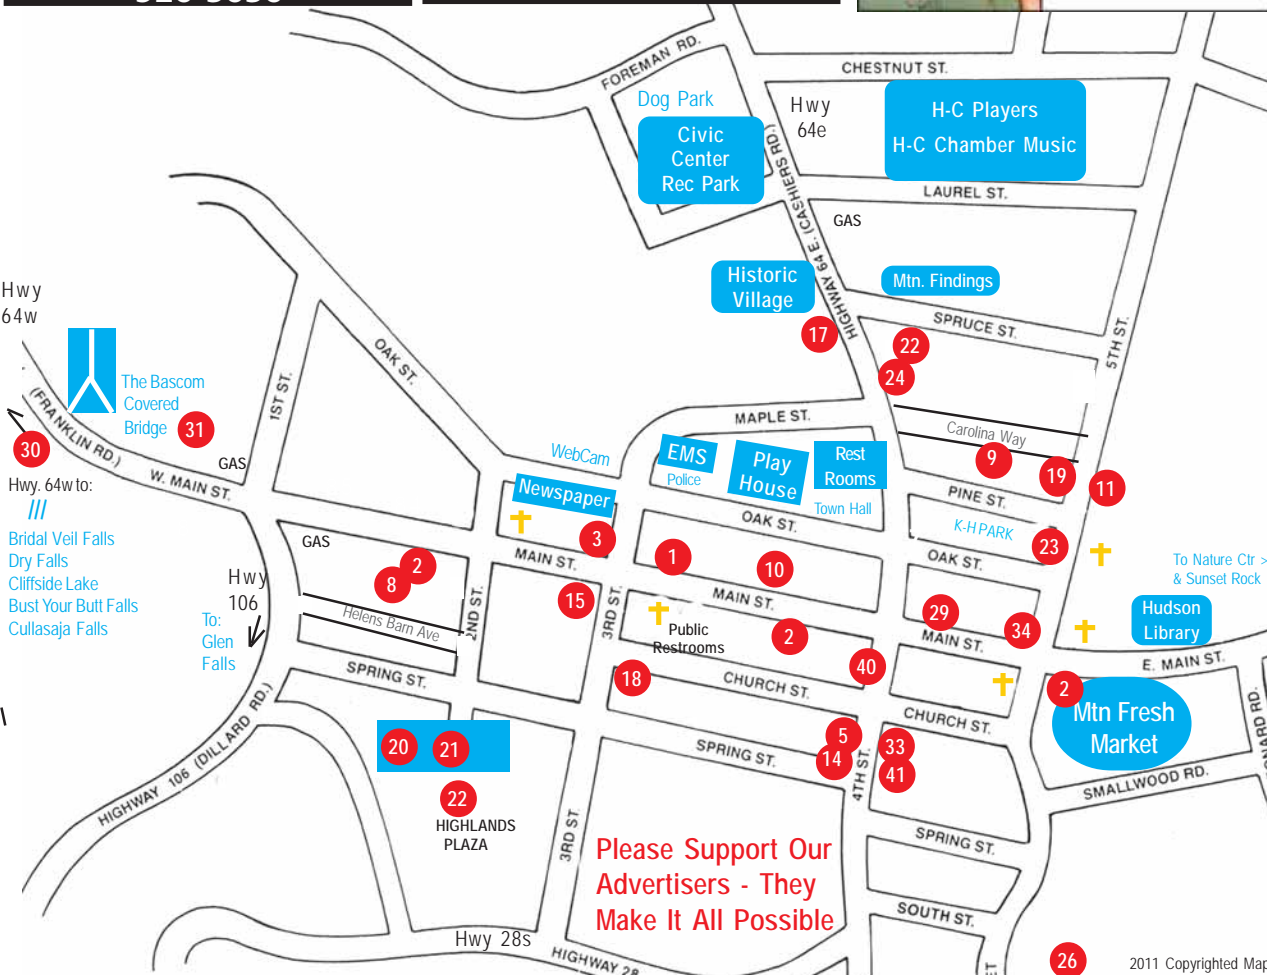 FOREMAN RD.
CHESTNUT ST.
Dog Park
Hwy
64e
H-C Players
H-C Chamber Music
Civic
Center
Rec Park
LAUREL ST.
GAS
HIGHWAY 64 E. (CASHIERS RD.)
Historic
Village
Mtn. Findings
Hwy
64w
SPRUCE ST.
17
22
5TH ST.
24
OAK ST.
The Bascom
Covered
Bridge
31
1ST ST.
(FRANKLIN RD.)
30
MAPLE ST.
Carolina Way
WebCam
EMS
Police
Play
House
Rest
Rooms
Town Hall
9
19
11
GAS
W. MAIN ST.
Hwy. 64w to:
///
Bridal Veil Falls
Dry Falls
Cliffside Lake
Bust Your Butt Falls
Cullasaja Falls
Newspaper
PINE ST.
OAK ST.
K-H PARK
23
GAS
3
MAIN ST.
1
10
OAK ST.
To Nature Ctr >
& Sunset Rock
2
8
Hwy
106
To:
Glen
Falls
Helens Barn Ave
2ND ST.
15
3RD ST.
MAIN ST.
29
34
Hudson
Library
Public
Restrooms
2
MAIN ST.
E. MAIN ST.
SPRING ST.
18
CHURCH ST.
40
2
Mtn Fresh
Market
CHURCH ST.
HIGHWAY 106 (DILLARD RD.)
20
21
SPRING ST.
5
14
33
41
4TH ST.
SMALLWOOD RD.
22
HIGHLANDS
PLAZA
3RD ST.
Please Support Our
Advertisers - They
Make It All Possible
SPRING ST.
SOUTH ST.
Hwy 28s
HIGHWAY 28
26
2011 Copyrighted Map